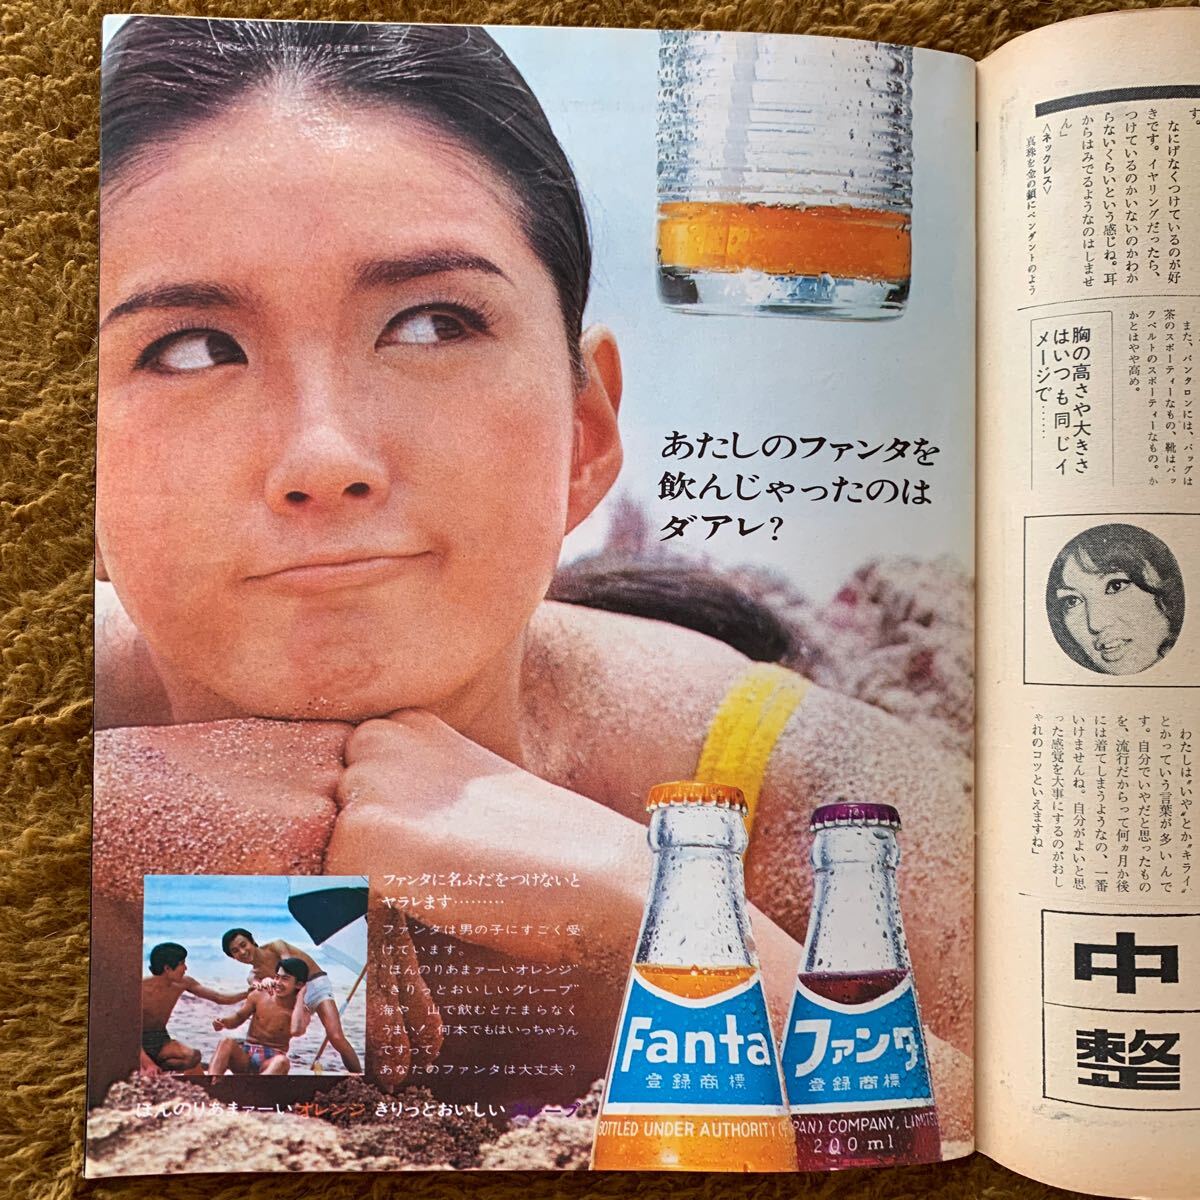 あたしのファンタを
飲んじゃったのは
ダアレ?
ファンタに名ふだをつけないと
ヤラレます………
ファンタは男の子にすごく受
けています。
"ほんのりあまァーいオレンジ"
"きりっとおいしいグレープ"
海や 山で飲むとたまらなく
うまい! 何本でもはいっちゃうん
ですって。
あなたのファンタは大丈夫?
ほんのりあまァーいオレンジ きりっとおいしいグレープ
Fanta
登録商標
BOTTLED UNDER AUTHORITY
ファンタ
登録商標
PAN) COMPANY, LIMITE
200ml
す。
なにげなくつけているのが好
きです。イヤリングだったら、
つけているのかいないのかわか
らないくらいという感じね。耳
からはみでるようなのはしませ
ん」
〈ネックレス〉
真珠を金の鎖にペンダントのよう
また、パンタロンには、バッグは
茶のスポーティーなもの、靴はバッ
クベルトのスポーティーなもの。か
かとはやや高め。
胸の高さや大きさ
はいつも同じイ
メージで……
わたしは"いや"とか"キライ"
とかっていう言葉が多いんで
す。自分でいやだと思ったもの
を、流行だからって何ヵ月か後
には着てしまうようなの、一番
いけませんね。自分がよいと思
った感覚を大事にするのがおし
ゃれのコツといえますね」
中
整